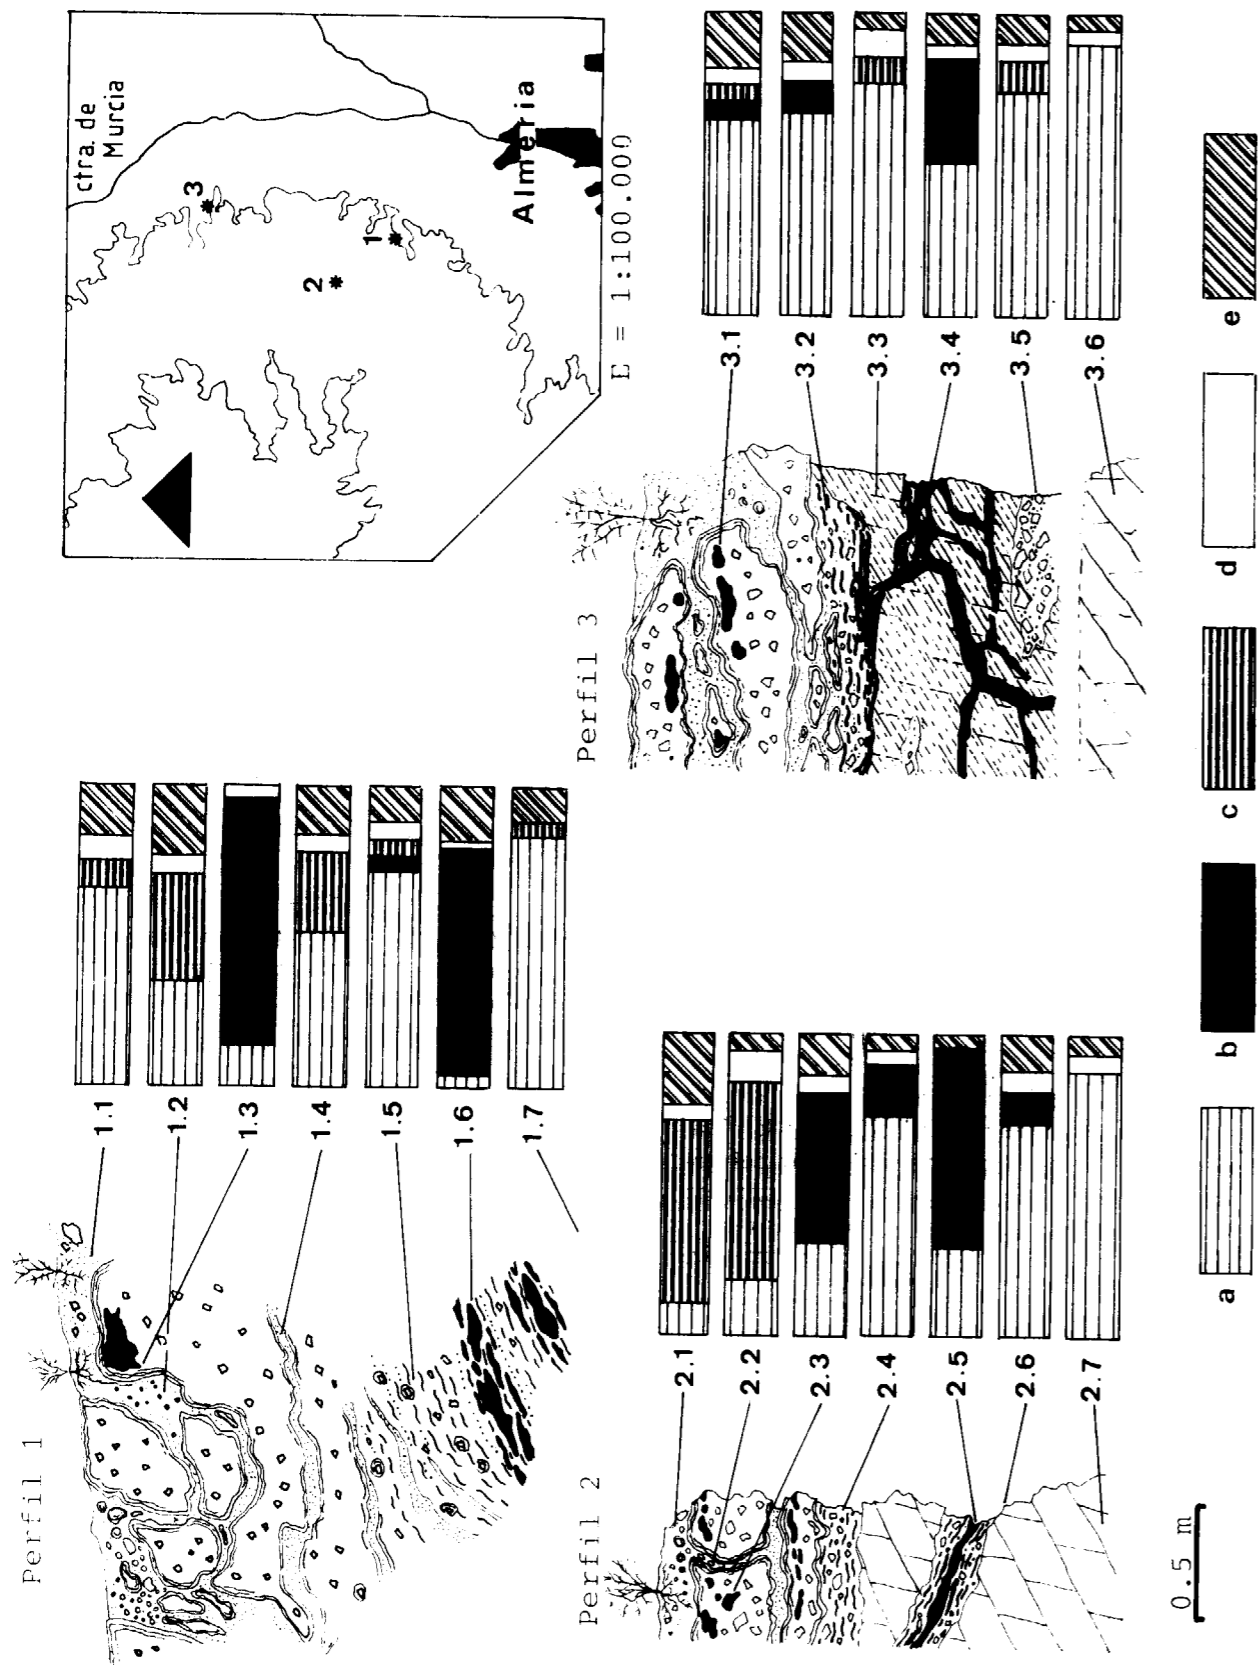 Perfil 1
1.1
1.2
1.3
1.4
1.5
1.6
1.7
ctra. de
Murcia
3
2
1
Almería
E = 1:100.000
Perfil 2
2.1
2.2
2.3
2.4
2.5
2.6
2.7
Perfil 3
3.1
3.2
3.3
3.4
3.5
3.6
0.5 m
a
b
c
d
e